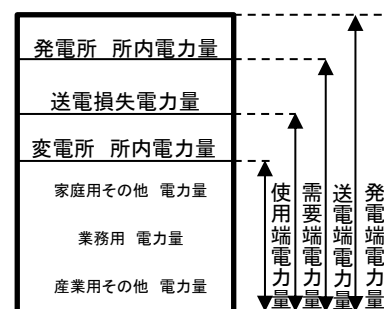 発電所 所内電力量
送電損失電力量
変電所 所内電力量
家庭用その他 電力量
業務用 電力量
産業用その他 電力量
使用端電力量
需要端電力量
送電端電力量
発電端電力量